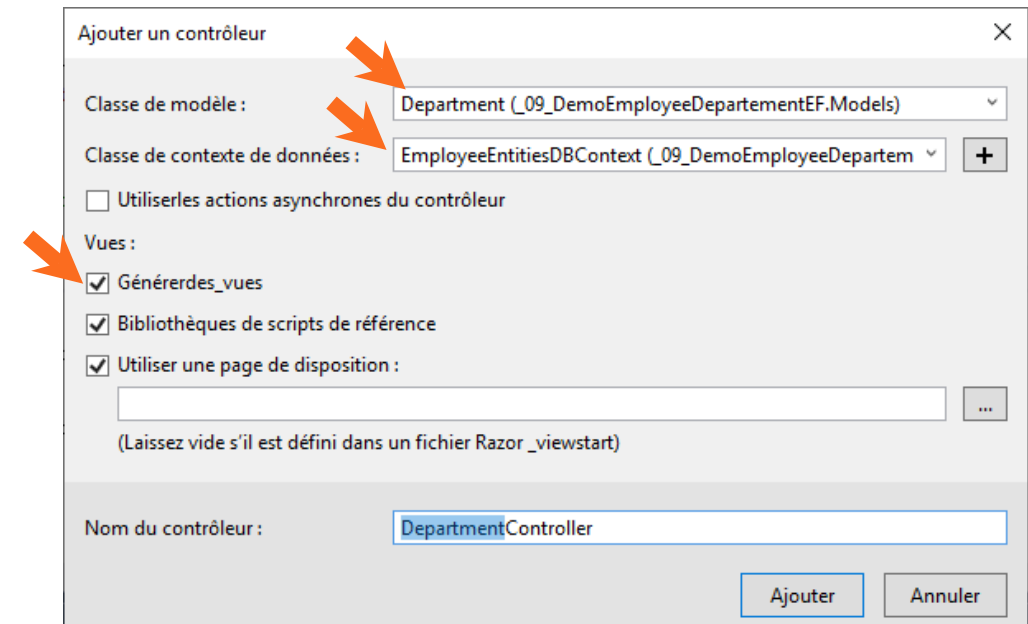 Ajouter un contrôleur
Classe de modèle :
Department (_09_DemoEmployeeDepartementEF.Models)
Classe de contexte de données :
EmployeeEntitiesDBContext (_09_DemoEmployeeDepartem
+
Utiliserles actions asynchrones du contrôleur
Vues :
Générerdes_vues
Bibliothèques de scripts de référence
Utiliser une page de disposition :
...
(Laissez vide s'il est défini dans un fichier Razor _viewstart)
Nom du contrôleur :
DepartmentController
Ajouter
Annuler